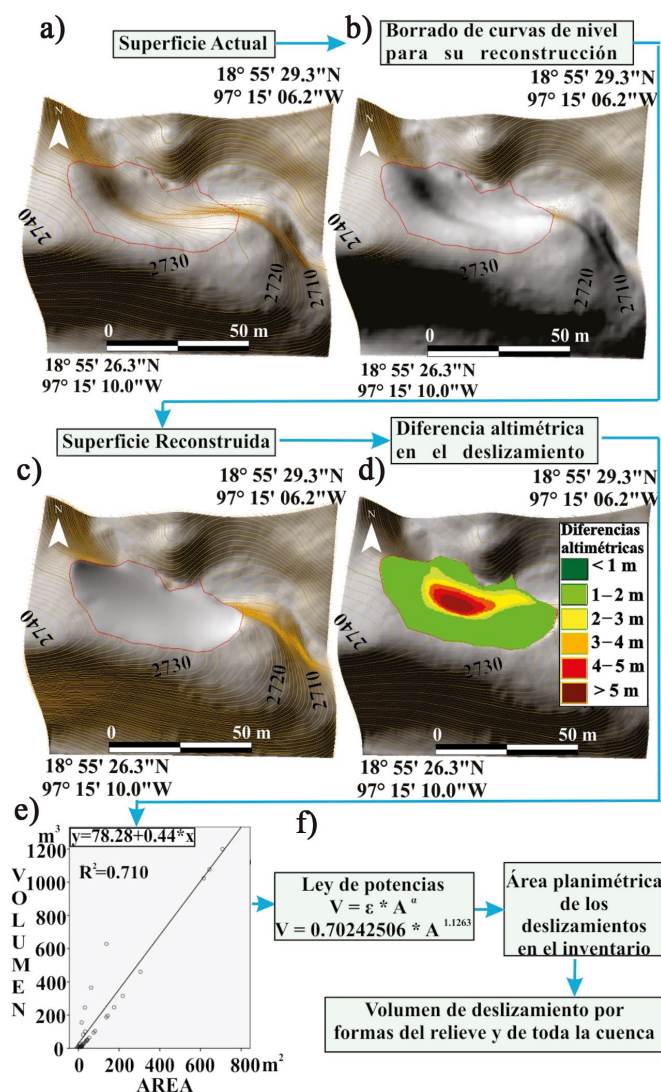 a)
Superficie Actual
b)
Borrado de curvas de nivel
para su reconstrucción
18° 55' 29.3"N
97° 15' 06.2"W
18° 55' 29.3"N
97° 15' 06.2"W
N
2740
2730
2720
2710
0 50 m
18° 55' 26.3"N
97° 15' 10.0"W
N
2740
2730
2720
2710
0 50 m
18° 55' 26.3"N
97° 15' 10.0"W
Superficie Reconstruida
Diferencia altimétrica
en el deslizamiento
c)
18° 55' 29.3"N
97° 15' 06.2"W
d)
18° 55' 29.3"N
97° 15' 06.2"W
N
2740
2730
2720
2710
0 50 m
18° 55' 26.3"N
97° 15' 10.0"W
N
Diferencias
altimétricas
< 1 m
1–2 m
2–3 m
3–4 m
4–5 m
> 5 m
2740
2730
2720
2710
0 50 m
18° 55' 26.3"N
97° 15' 10.0"W
e)
m³
y=78.28+0.44*x
R²=0.710
VOLUMEN
1200
1000
800
600
400
200
0
0 200 400 600 800 m²
AREA
f)
Ley de potencias
V = ε * A^α
V = 0.70242506 * A^1.1263
Área planimétrica
de los
deslizamientos
en el inventario
Volumen de deslizamiento por
formas del relieve y de toda la cuenca